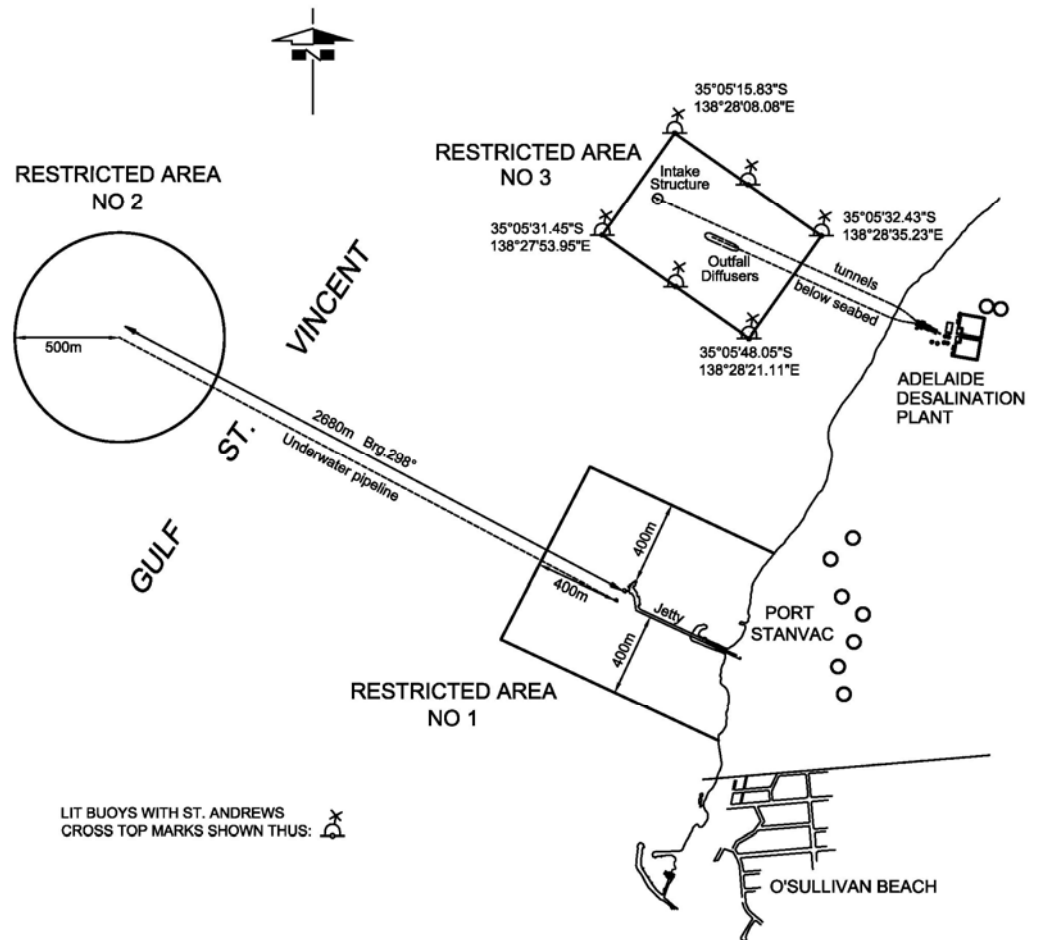 N
35°05'15.83"S
138°28'08.08"E
RESTRICTED AREA
NO 3
RESTRICTED AREA
NO 2
Intake
Structure
35°05'31.45"S
138°27'53.95"E
35°05'32.43"S
138°28'35.23"E
Outfall
Diffusers
tunnels
below seabed
35°05'48.05"S
138°28'21.11"E
ADELAIDE
DESALINATION
PLANT
500m
VINCENT
ST.
GULF
2680m Brg.298°
Underwater pipeline
400m
400m
Jetty
400m
PORT
STANVAC
RESTRICTED AREA
NO 1
LIT BUOYS WITH ST. ANDREWS
CROSS TOP MARKS SHOWN THUS:
O'SULLIVAN BEACH